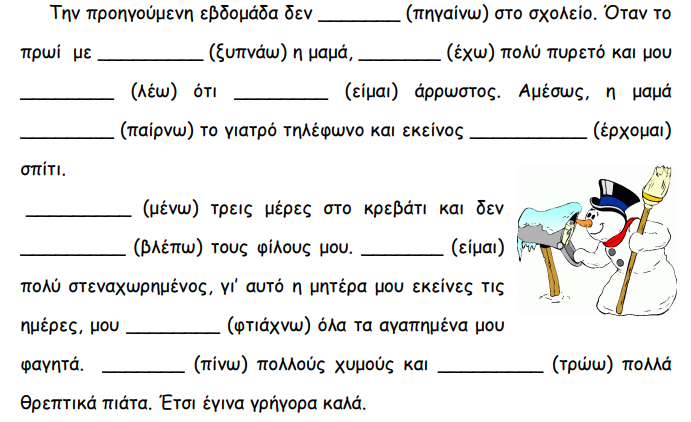 Την προηγούμενη εβδομάδα δεν ________ (πηγαίνω) στο σχολείο. Όταν το
πρωί με __________ (ξυπνάω) η μαμά, ________ (έχω) πολύ πυρετό και μου
_________ (λέω) ότι _________ (είμαι) άρρωστος. Αμέσως, η μαμά
_________ (παίρνω) το γιατρό τηλέφωνο και εκείνος ___________ (έρχομαι)
σπίτι.
__________ (μένω) τρεις μέρες στο κρεβάτι και δεν
__________ (βλέπω) τους φίλους μου. ________ (είμαι)
πολύ στεναχωρημένος, γι’ αυτό η μητέρα μου εκείνες τις
ημέρες, μου _________ (φτιάχνω) όλα τα αγαπημένα μου
φαγητά. ________ (πίνω) πολλούς χυμούς και __________ (τρώω) πολλά
θρεπτικά πιάτα. Έτσι έγινα γρήγορα καλά.